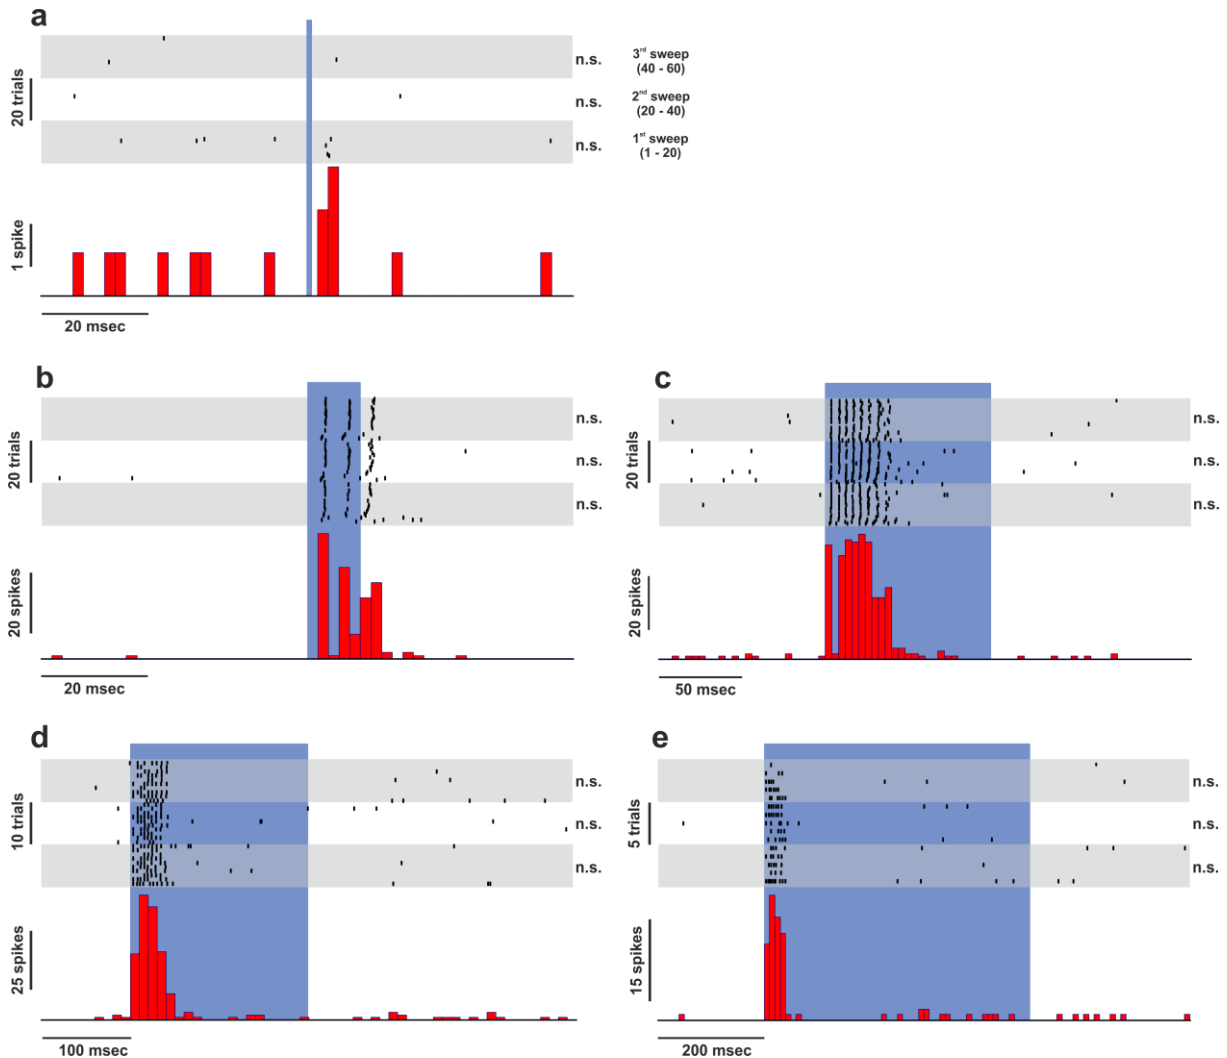 a
20 trials
n.s.
3rd sweep
(40 - 60)
n.s.
2nd sweep
(20 - 40)
n.s.
1st sweep
(1 - 20)
1 spike
20 msec
b
20 trials
n.s.
n.s.
n.s.
20 spikes
20 msec
c
20 trials
n.s.
n.s.
n.s.
20 spikes
50 msec
d
10 trials
n.s.
n.s.
n.s.
25 spikes
100 msec
e
5 trials
n.s.
n.s.
n.s.
15 spikes
200 msec